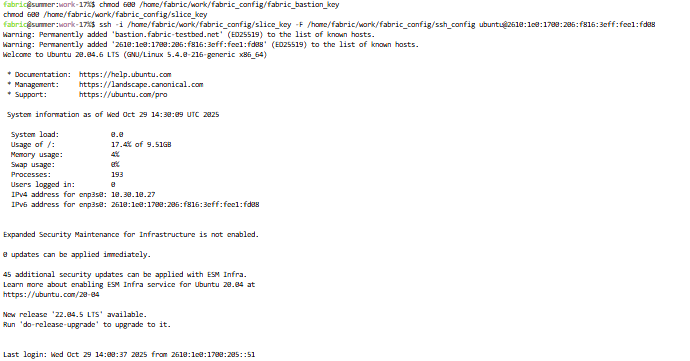 fabric@summer:work-17$ chmod 600 /home/fabric/work/fabric_config/fabric_bastion_key
chmod 600 /home/fabric/work/fabric_config/slice_key
fabric@summer:work-17$ ssh -i /home/fabric/work/fabric_config/slice_key -F /home/fabric/work/fabric_config/ssh_config ubuntu@2610:1e0:1700:206:f816:3eff:fee1:fd08
Warning: Permanently added 'bastion.fabric-testbed.net' (ED25519) to the list of known hosts.
Warning: Permanently added '2610:1e0:1700:206:f816:3eff:fee1:fd08' (ED25519) to the list of known hosts.
Welcome to Ubuntu 20.04.6 LTS (GNU/Linux 5.4.0-216-generic x86_64)
* Documentation: https://help.ubuntu.com
* Management: https://landscape.canonical.com
* Support: https://ubuntu.com/pro
System information as of Wed Oct 29 14:30:09 UTC 2025
System load: 0.0
Usage of /: 17.4% of 9.51GB
Memory usage: 4%
Swap usage: 0%
Processes: 193
Users logged in: 0
IPv4 address for enp3s0: 10.30.10.27
IPv6 address for enp3s0: 2610:1e0:1700:206:f816:3eff:fee1:fd08
Expanded Security Maintenance for Infrastructure is not enabled.
0 updates can be applied immediately.
45 additional security updates can be applied with ESM Infra.
Learn more about enabling ESM Infra service for Ubuntu 20.04 at
https://ubuntu.com/20-04
New release '22.04.5 LTS' available.
Run 'do-release-upgrade' to upgrade to it.
Last login: Wed Oct 29 14:00:37 2025 from 2610:1e0:1700:205::51